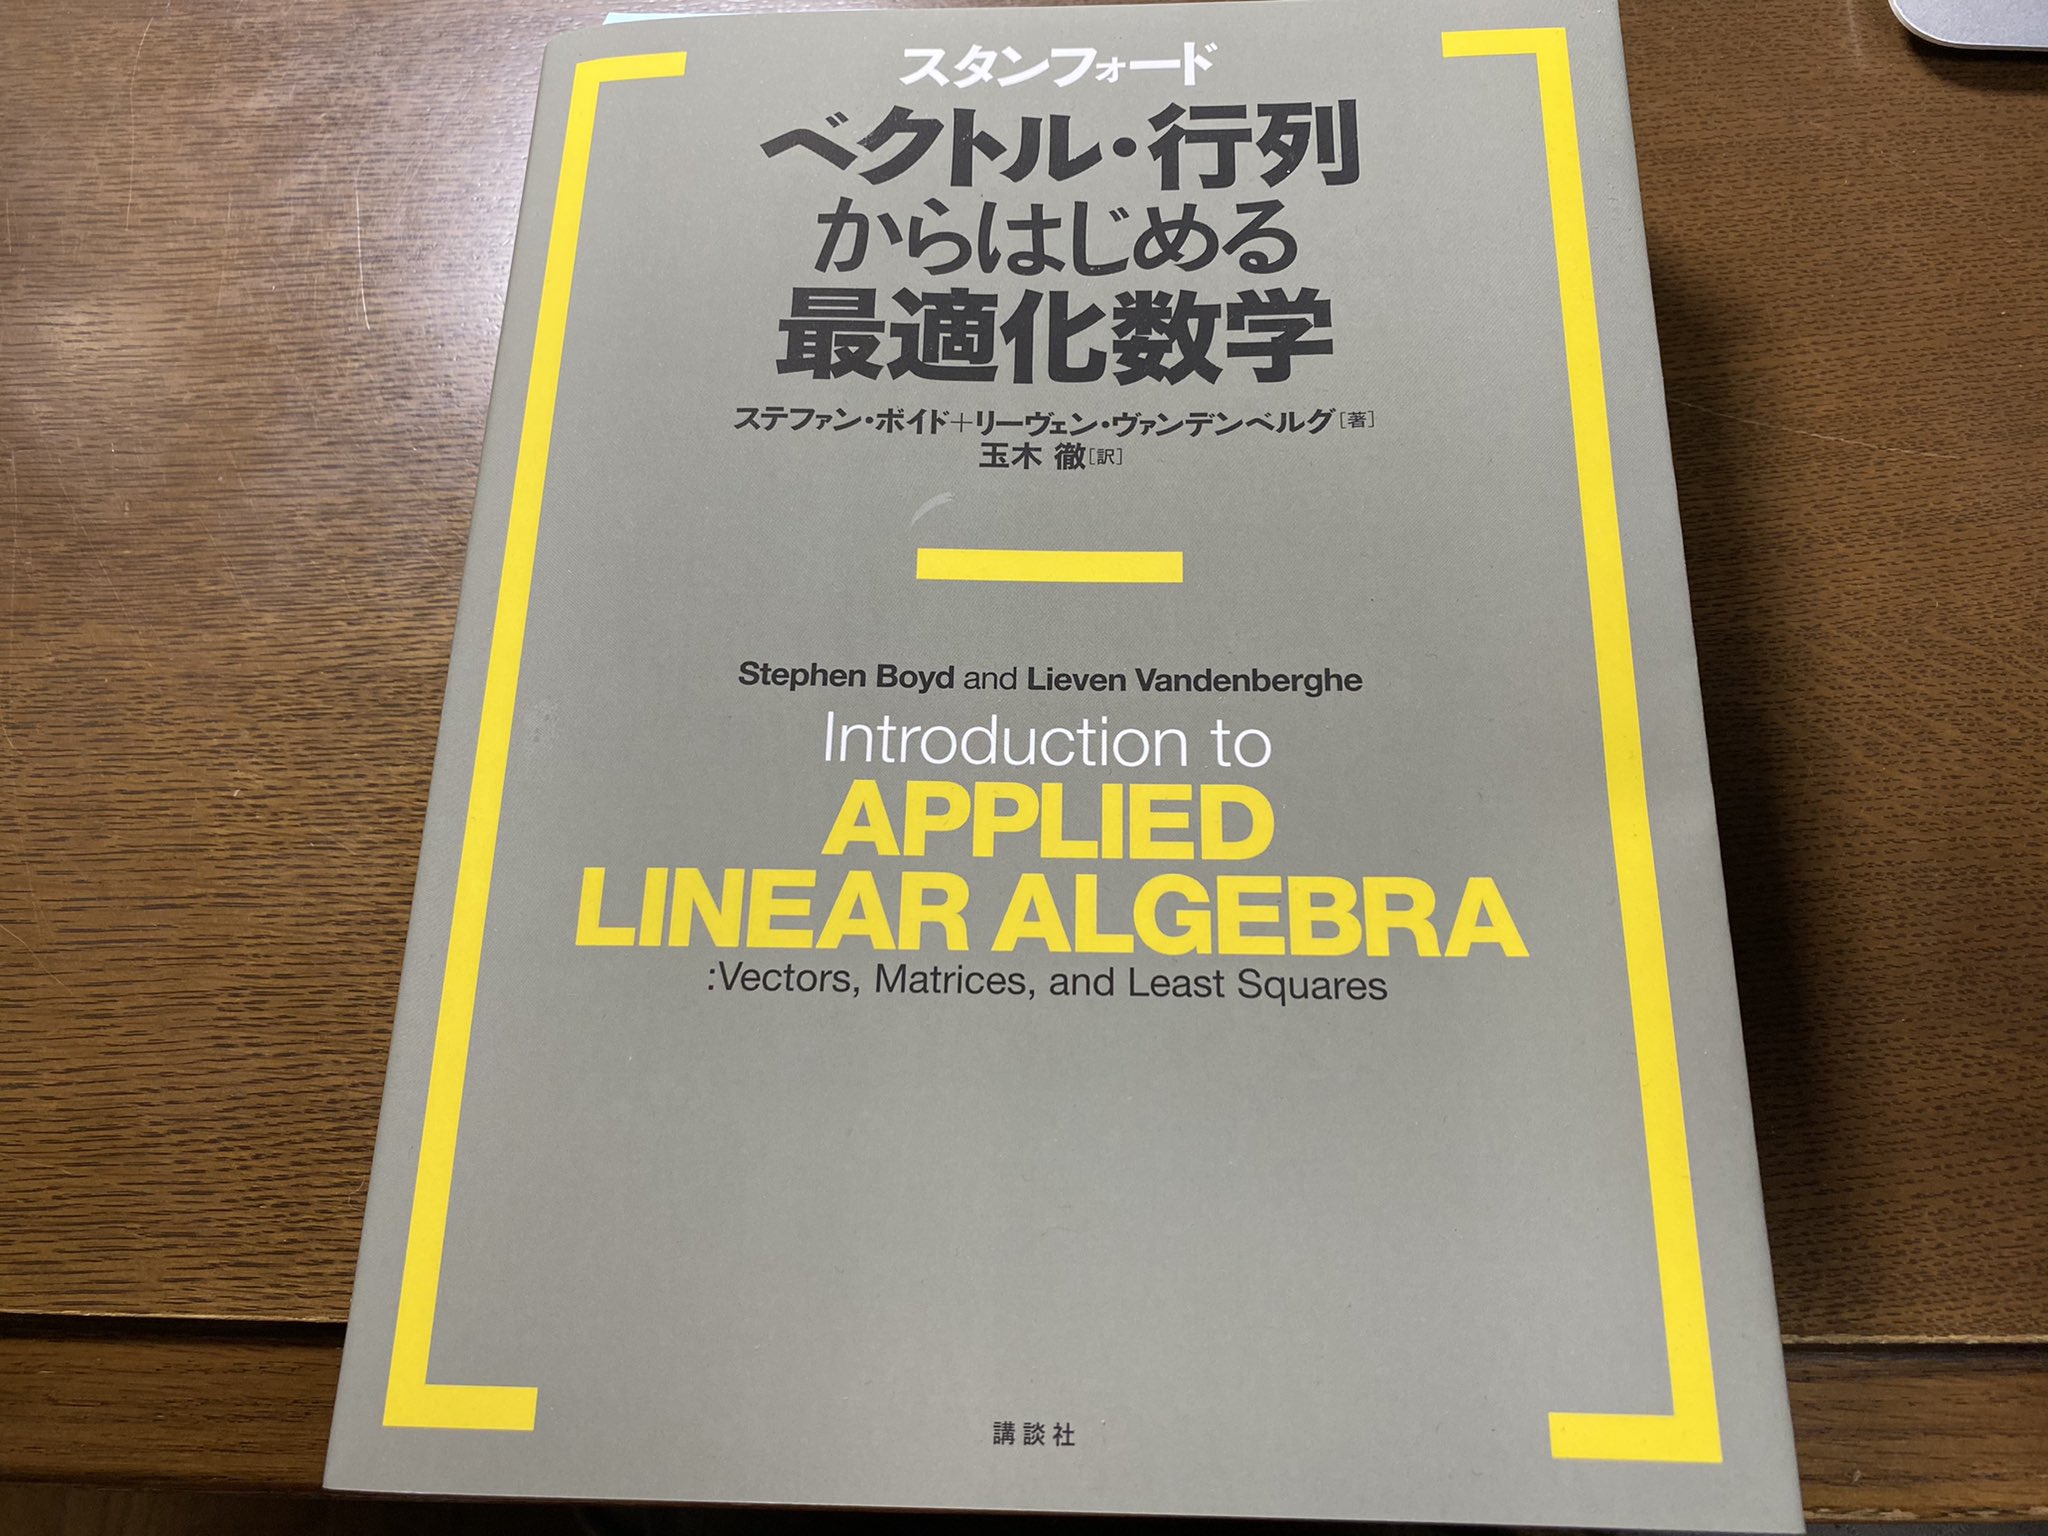 スタンフォード
ベクトル・行列
からはじめる
最適化数学
ステファン・ボイド+リーヴェン・ヴァンデンベルグ[著]
玉木 徹[訳]
Stephen Boyd and Lieven Vandenberghe
Introduction to
APPLIED
LINEAR ALGEBRA
:Vectors, Matrices, and Least Squares
講談社